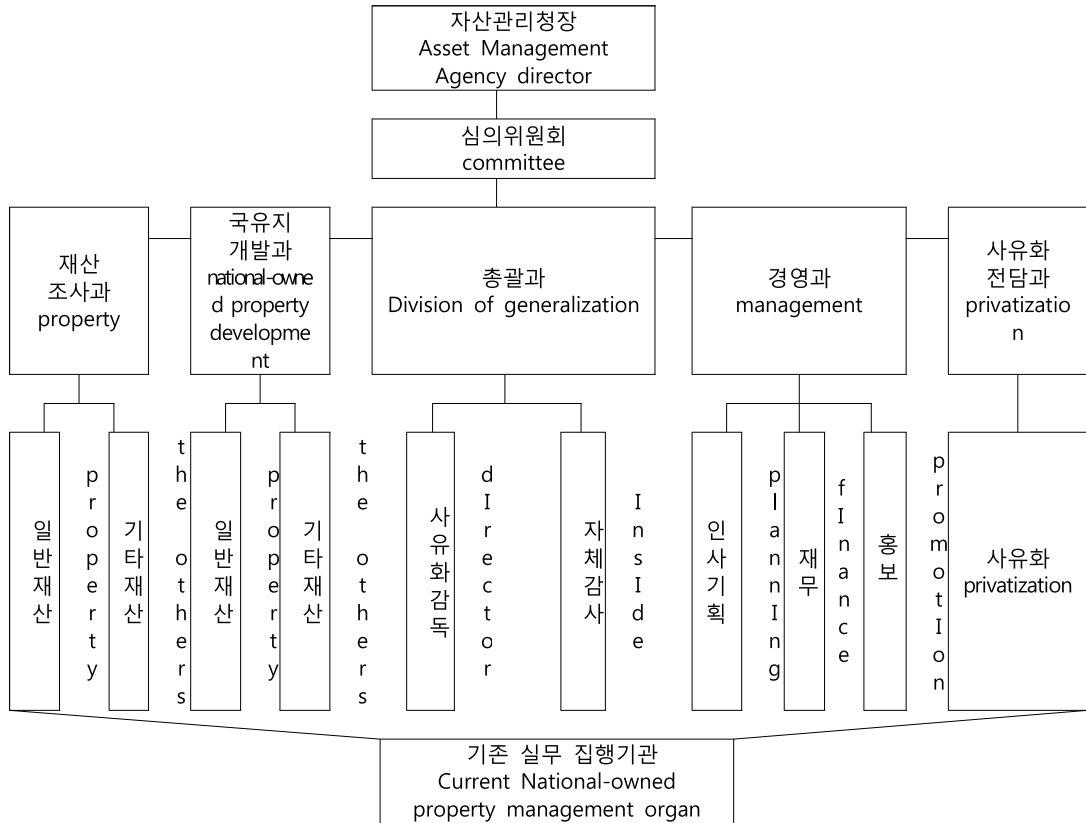 자산관리청장
Asset Management
Agency director
심의위원회
committee
재산
조사과
property
국유지
개발과
national-owne
d property
developme
nt
총괄과
Division of generalization
경영과
management
사유화
전담과
privatizatio
n
일반재산
property
기타재산
the others
일반재산
property
기타재산
the others
사유화감독
dIrector
자체감사
InsIde
인사기획
plannIng
재무
fInance
홍보
promotIon
사유화
privatization
기존 실무 집행기관
Current National-owned
property management organ